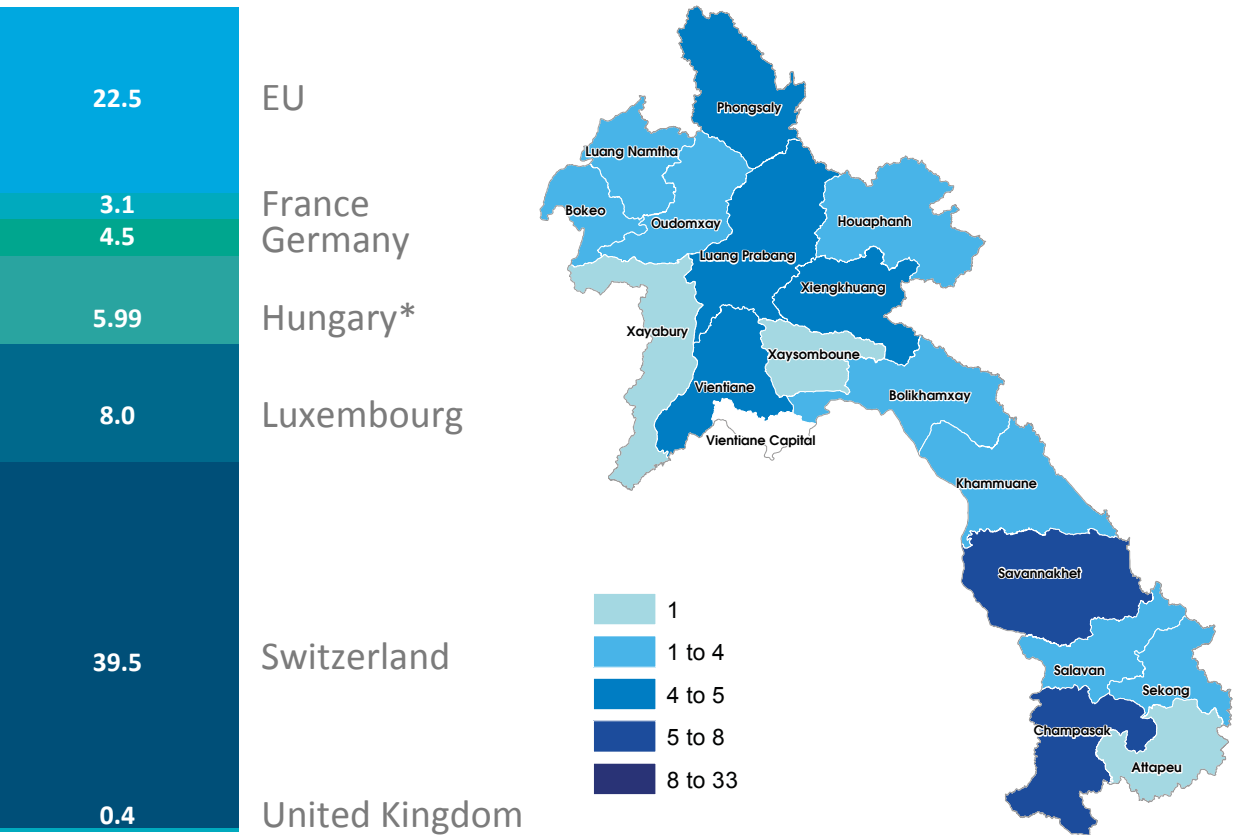 22.5 EU
3.1 France
4.5 Germany
5.99 Hungary*
8.0 Luxembourg
39.5 Switzerland
0.4 United Kingdom
Phongsaly
Luang Namtha
Bokeo
Oudomxay
Houaphanh
Luang Prabang
Xiengkhuang
Xayabury
Xaysomboune
Vientiane
Bolikhamxay
Vientiane Capital
Khammuane
Savannakhet
Salavan
Sekong
Champasak
Attapeu
1
1 to 4
4 to 5
5 to 8
8 to 33